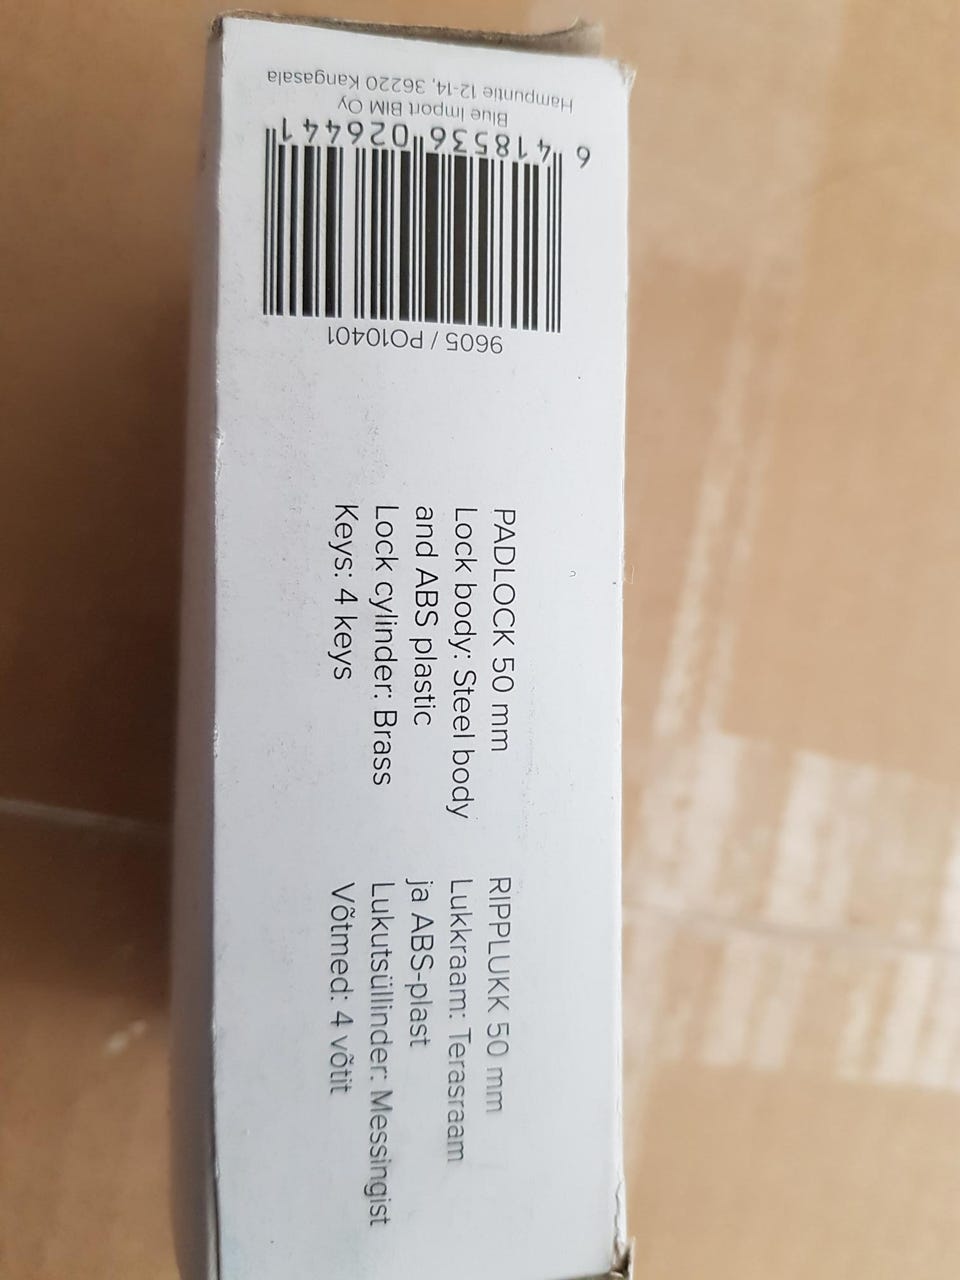 PADLOCK 50 mm
Lock body: Steel body
and ABS plastic
Lock cylinder: Brass
Keys: 4 keys
RIPPLUKK 50 mm
Lukkraam: Terasraam
ja ABS-plast
Lukutsüllinder: Messingist
Võtmed: 4 võtit
9605 / PO10401
6 418536 026441
Blue Import BIM Oy
Hampuntie 12-14, 36220 Kangasala